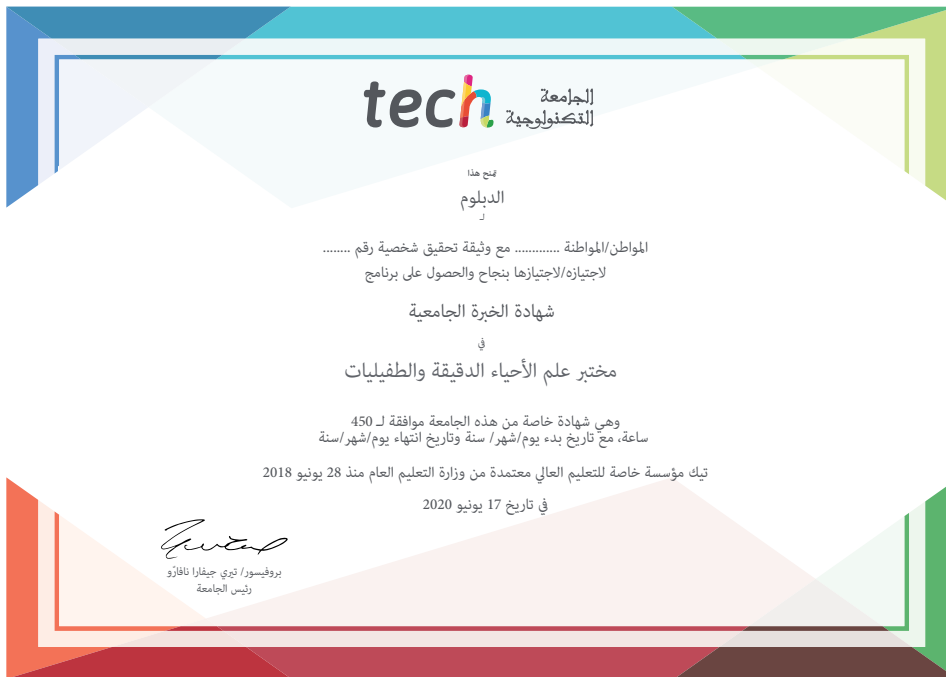 tech الجامعة
التكنولوجية
يمنح هذا
الدبلوم
لـ
المواطن/المواطنة ............. مع وثيقة تحقيق شخصية رقم ........
لاجتيازه/لاجتيازها بنجاح والحصول على برنامج
شهادة الخبرة الجامعية
في
مختبر علم الأحياء الدقيقة والطفيليات
وهي شهادة خاصة من هذه الجامعة موافقة لـ 450
ساعة، مع تاريخ بدء يوم/شهر/ سنة وتاريخ انتهاء يوم/شهر/سنة
تيك مؤسسة خاصة للتعليم العالي معتمدة من وزارة التعليم العام منذ 28 يونيو 2018
في تاريخ 17 يونيو 2020
بروفيسور/ تيري جيفارا نافارّو
رئيس الجامعة